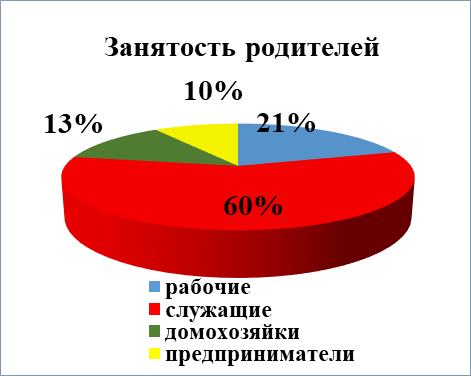 Занятость родителей
10%
13%
21%
60%
рабочие
служащие
домохозяйки
предприниматели